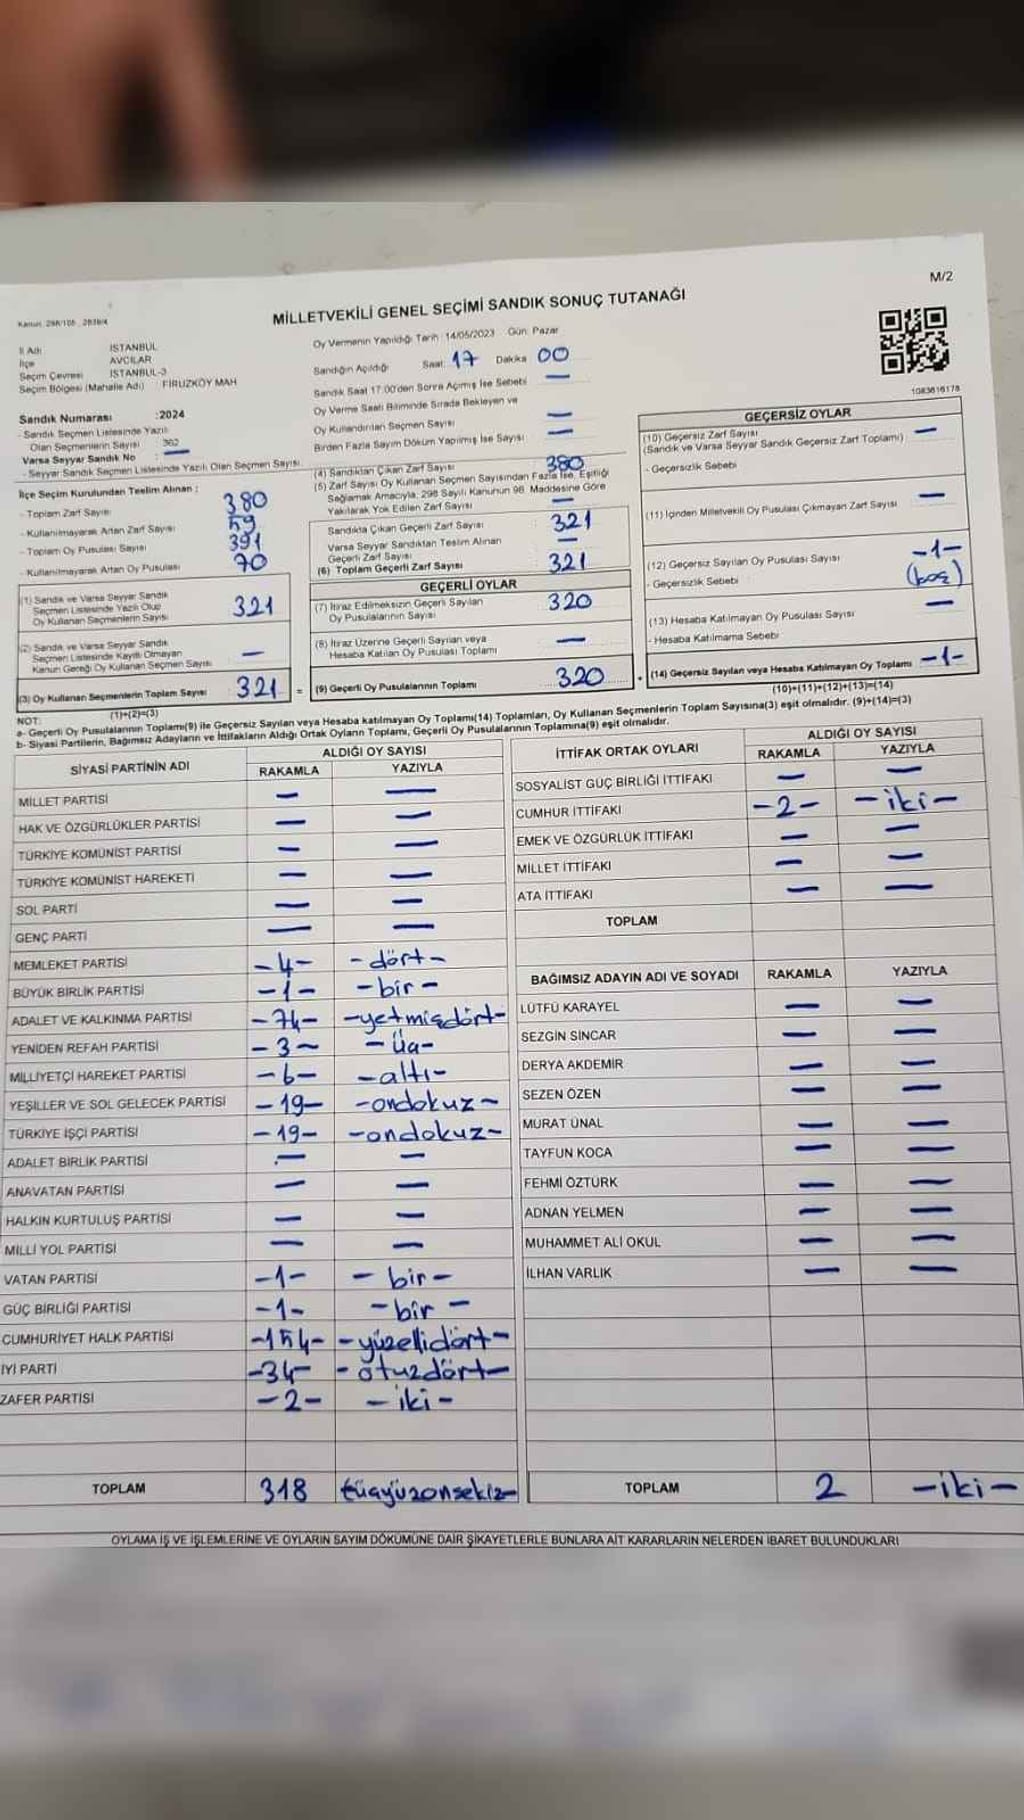 M/2
MİLLETVEKİLİ GENEL SEÇİMİ SANDIK SONUÇ TUTANAĞI
İl Adı İSTANBUL
İlçe AVCILAR
Seçim Çevresi İSTANBUL-3
Seçim Bölgesi (Mahalle Adı) : FİRUZKÖY MAH
Oy Vermenin Yapıldığı Tarih : 14/05/2023 Gün: Pazar
Sandığın Açıldığı Saat: 17 Dakika 00
Sandık Saat 17:00'den Sonra Açımış İse Sebebi —
Oy Verme Saati Bitiminde Sırada Bekleyen ve
Oy Kullandırılan Seçmen Sayısı —
Birden Fazla Sayım Döküm Yapılmış İse Sayısı —
1083616178
Sandık Numarası :2024
- Sandık Seçmen Listesinde Yazılı
Olan Seçmenlerin Sayısı : 362
Varsa Seyyar Sandık No : —
- Seyyar Sandık Seçmen Listesinde Yazılı Olan Seçmen Sayısı
İlçe Seçim Kurulundan Teslim Alınan :
- Toplam Zarf Sayısı 380
- Kullanılmayarak Artan Zarf Sayısı 59
- Toplam Oy Pusulası Sayısı 391
- Kullanılmayarak Artan Oy Pusulası 70
(4) Sandıktan Çıkan Zarf Sayısı 380
(5) Zarf Sayısı Oy Kullanan Seçmen Sayısından Fazla İse, Eşitliği
Sağlamak Amacıyla; 298 Sayılı Kanunun 98. Maddesine Göre
Yakılarak Yok Edilen Zarf Sayısı —
Sandıkta Çıkan Geçerli Zarf Sayısı : 321
Varsa Seyyar Sandıktan Teslim Alınan
Geçerli Zarf Sayısı —
(6) Toplam Geçerli Zarf Sayısı 321
GEÇERSİZ OYLAR
(10) Geçersiz Zarf Sayısı —
(Sandık ve Varsa Seyyar Sandık Geçersiz Zarf Toplamı)
- Geçersizlik Sebebi
(11) İçinden Milletvekili Oy Pusulası Çıkmayan Zarf Sayısı —
(12) Geçersiz Sayılan Oy Pusulası Sayısı -1-
- Geçersizlik Sebebi (boş)
(13) Hesaba Katılmayan Oy Pusulası Sayısı —
- Hesaba Katılmama Sebebi
(14) Geçersiz Sayılan veya Hesaba Katılmayan Oy Toplamı -1-
(10)+(11)+(12)+(13)=(14)
(1) Sandık ve Varsa Seyyar Sandık
Seçmen Listesinde Yazılı Olup
Oy Kullanan Seçmenlerin Sayısı 321
(2) Sandık ve Varsa Seyyar Sandık
Seçmen Listesinde Kayıtlı Olmayan
Kanun Gereği Oy Kullanan Seçmen Sayısı —
(3) Oy Kullanan Seçmenlerin Toplam Sayısı 321 =
(1)+(2)=(3)
GEÇERLİ OYLAR
(7) İtiraz Edilmeksizin Geçerli Sayılan
Oy Pusulalarının Sayısı 320
(8) İtiraz Üzerine Geçerli Sayılan veya
Hesaba Katılan Oy Pusulası Toplamı —
(9) Geçerli Oy Pusulalarının Toplamı 320 +
NOT:
a- Geçerli Oy Pusulalarının Toplamı(9) ile Geçersiz Sayılan veya Hesaba katılmayan Oy Toplamı(14) Toplamları, Oy Kullanan Seçmenlerin Toplam Sayısına(3) eşit olmalıdır. (9)+(14)=(3)
b- Siyasi Partilerin, Bağımsız Adayların ve İttifakların Aldığı Ortak Oyların Toplamı, Geçerli Oy Pusulalarının Toplamına(9) eşit olmalıdır.
SİYASİ PARTİNİN ADI ALDIĞI OY SAYISI
RAKAMLA YAZIYLA
MİLLET PARTİSİ — —
HAK VE ÖZGÜRLÜKLER PARTİSİ — —
TÜRKİYE KOMÜNİST PARTİSİ — —
TÜRKİYE KOMÜNİST HAREKETİ — —
SOL PARTİ — —
GENÇ PARTİ — —
MEMLEKET PARTİSİ -4- -dört-
BÜYÜK BİRLİK PARTİSİ -1- -bir-
ADALET VE KALKINMA PARTİSİ -74- -yetmişdört-
YENİDEN REFAH PARTİSİ -3- -üç-
MİLLİYETÇİ HAREKET PARTİSİ -6- -altı-
YEŞİLLER VE SOL GELECEK PARTİSİ -19- -ondokuz-
TÜRKİYE İŞÇİ PARTİSİ -19- -ondokuz-
ADALET BİRLİK PARTİSİ — —
ANAVATAN PARTİSİ — —
HALKIN KURTULUŞ PARTİSİ — —
MİLLİ YOL PARTİSİ — —
VATAN PARTİSİ -1- -bir-
GÜÇ BİRLİĞİ PARTİSİ -1- -bir-
CUMHURİYET HALK PARTİSİ -154- -yüzellidört-
İYİ PARTİ -34- -otuzdört-
ZAFER PARTİSİ -2- -iki-
TOPLAM 318 üçyüzonsekiz-
İTTİFAK ORTAK OYLARI ALDIĞI OY SAYISI
RAKAMLA YAZIYLA
SOSYALİST GÜÇ BİRLİĞİ İTTİFAKI — —
CUMHUR İTTİFAKI -2- -iki-
EMEK VE ÖZGÜRLÜK İTTİFAKI — —
MİLLET İTTİFAKI — —
ATA İTTİFAKI — —
TOPLAM
BAĞIMSIZ ADAYIN ADI VE SOYADI RAKAMLA YAZIYLA
LÜTFÜ KARAYEL — —
SEZGİN SİNCAR — —
DERYA AKDEMİR — —
SEZEN ÖZEN — —
MURAT ÜNAL — —
TAYFUN KOCA — —
FEHMİ ÖZTÜRK — —
ADNAN YELMEN — —
MUHAMMET ALİ OKUL — —
İLHAN VARLIK — —
TOPLAM 2 -iki-
OYLAMA İŞ VE İŞLEMLERİNE VE OYLARIN SAYIM DÖKÜMÜNE DAİR ŞİKAYETLERLE BUNLARA AİT KARARLARIN NELERDEN İBARET BULUNDUKLARI